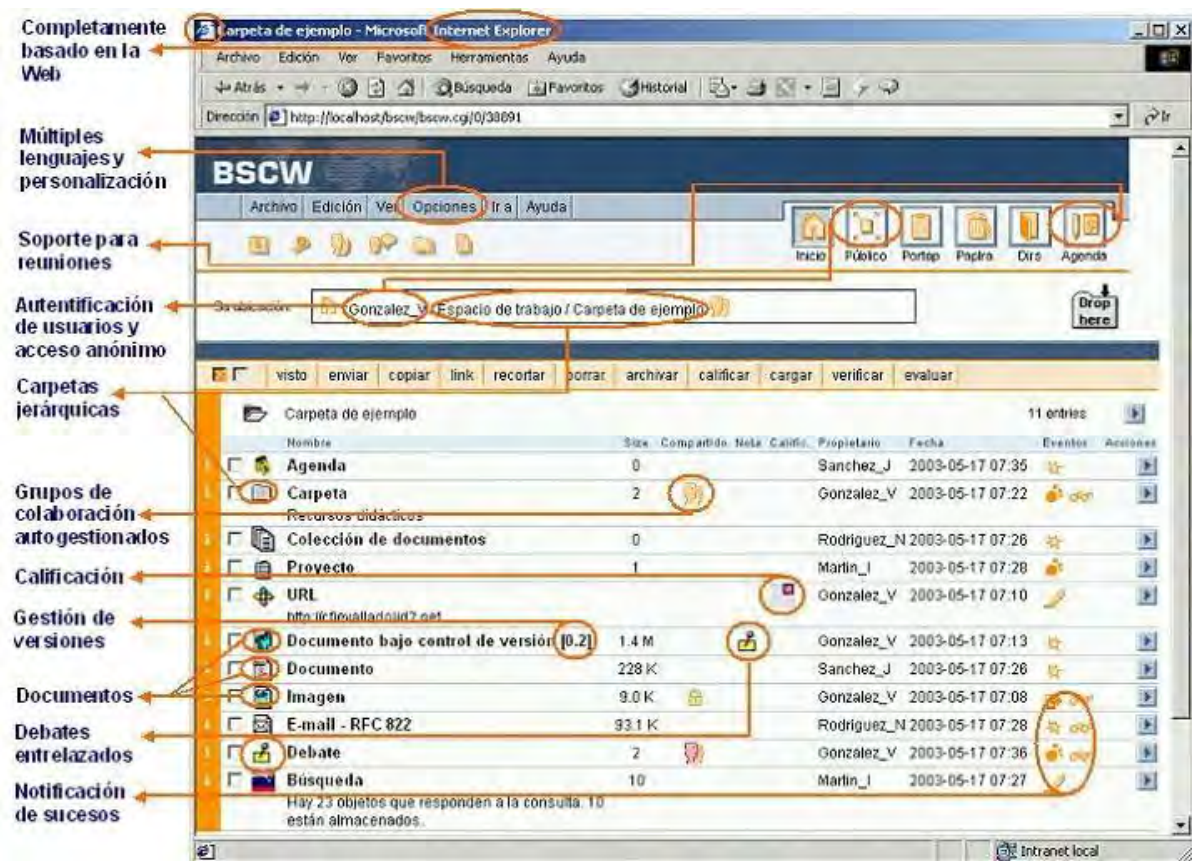 Completamente
basado en la
Web
Múltiples
lenguajes y
personalización
Soporte para
reuniones
Autentificación
de usuarios y
acceso anónimo
Carpetas
jerárquicas
Grupos de
colaboración
autogestionados
Calificación
Gestión de
versiones
Documentos
Debates
entrelazados
Notificación
de sucesos
Carpeta de ejemplo - Microsoft Internet Explorer
Archivo Edición Ver Favoritos Herramientas Ayuda
Atrás Búsqueda Favoritos Historial
Dirección http://localhost/bscw/bscw.cgi/0/38891 Ir
BSCW
Archivo Edición Ver Opciones Ir a Ayuda
Inicio Público Portap Paplra Dirs Agenda
Su ubicación: Gonzalez_V Espacio de trabajo / Carpeta de ejemplo
Drop
here
visto enviar copiar link recortar borrar archivar calificar cargar verificar evaluar
Carpeta de ejemplo 11 entries
Nombre Size Compartido Nota Calific. Propietario Fecha Eventos Acciones
Agenda 0 Sanchez_J 2003-05-17 07:35
Carpeta 2 Gonzalez_V 2003-05-17 07:22
Recursos didácticos
Colección de documentos 0 Rodriguez_N 2003-05-17 07:26
Proyecto 1 Martin_I 2003-05-17 07:28
URL Gonzalez_V 2003-05-17 07:10
Documento bajo control de versión [0.2] 1.4 M Gonzalez_V 2003-05-17 07:13
Documento 228 K Sanchez_J 2003-05-17 07:26
Imagen 9.0 K Gonzalez_V 2003-05-17 07:08
E-mail - RFC 822 93.1 K Rodriguez_N 2003-05-17 07:28
Debate 2 Gonzalez_V 2003-05-17 07:36
Búsqueda 10 Martin_I 2003-05-17 07:27
Hay 23 objetos que responden a la consulta. 10
están almacenados.
Intranet local